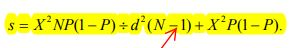 s = X²NP(1 – P) ÷ d²(N – 1) + X²P(1 – P).